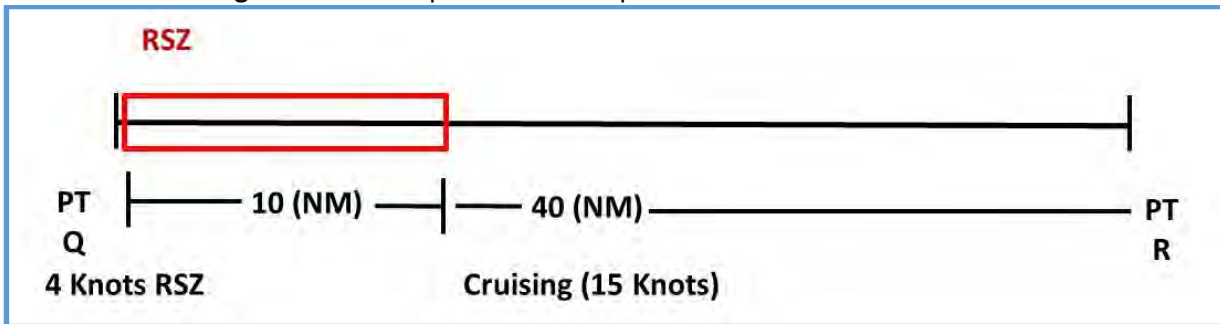 RSZ
PT 10 (NM) 40 (NM) PT
Q R
4 Knots RSZ Cruising (15 Knots)